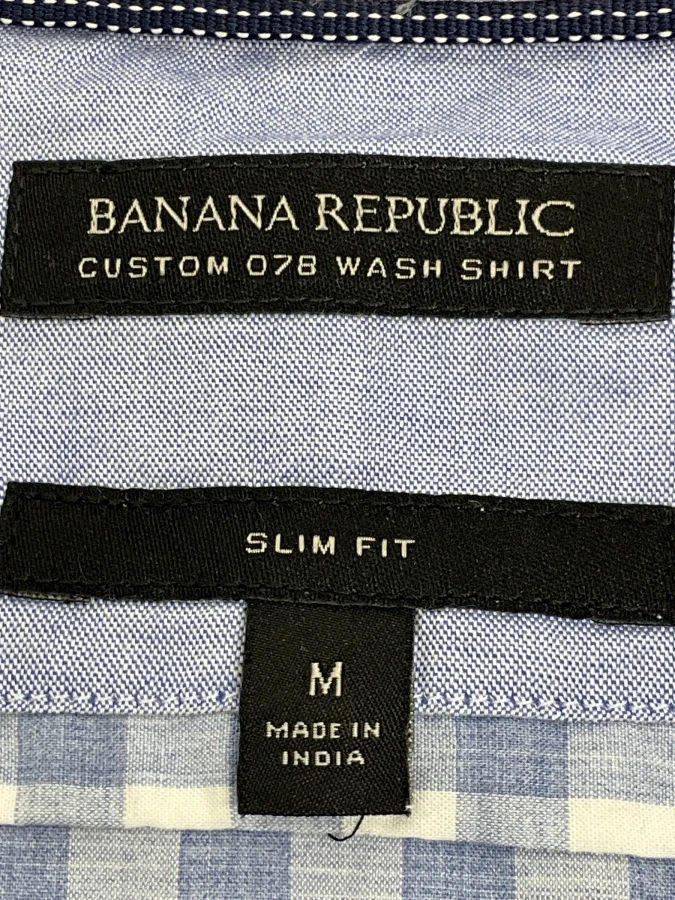 BANANA REPUBLIC
CUSTOM 078 WASH SHIRT
SLIM FIT
M
MADE IN
INDIA